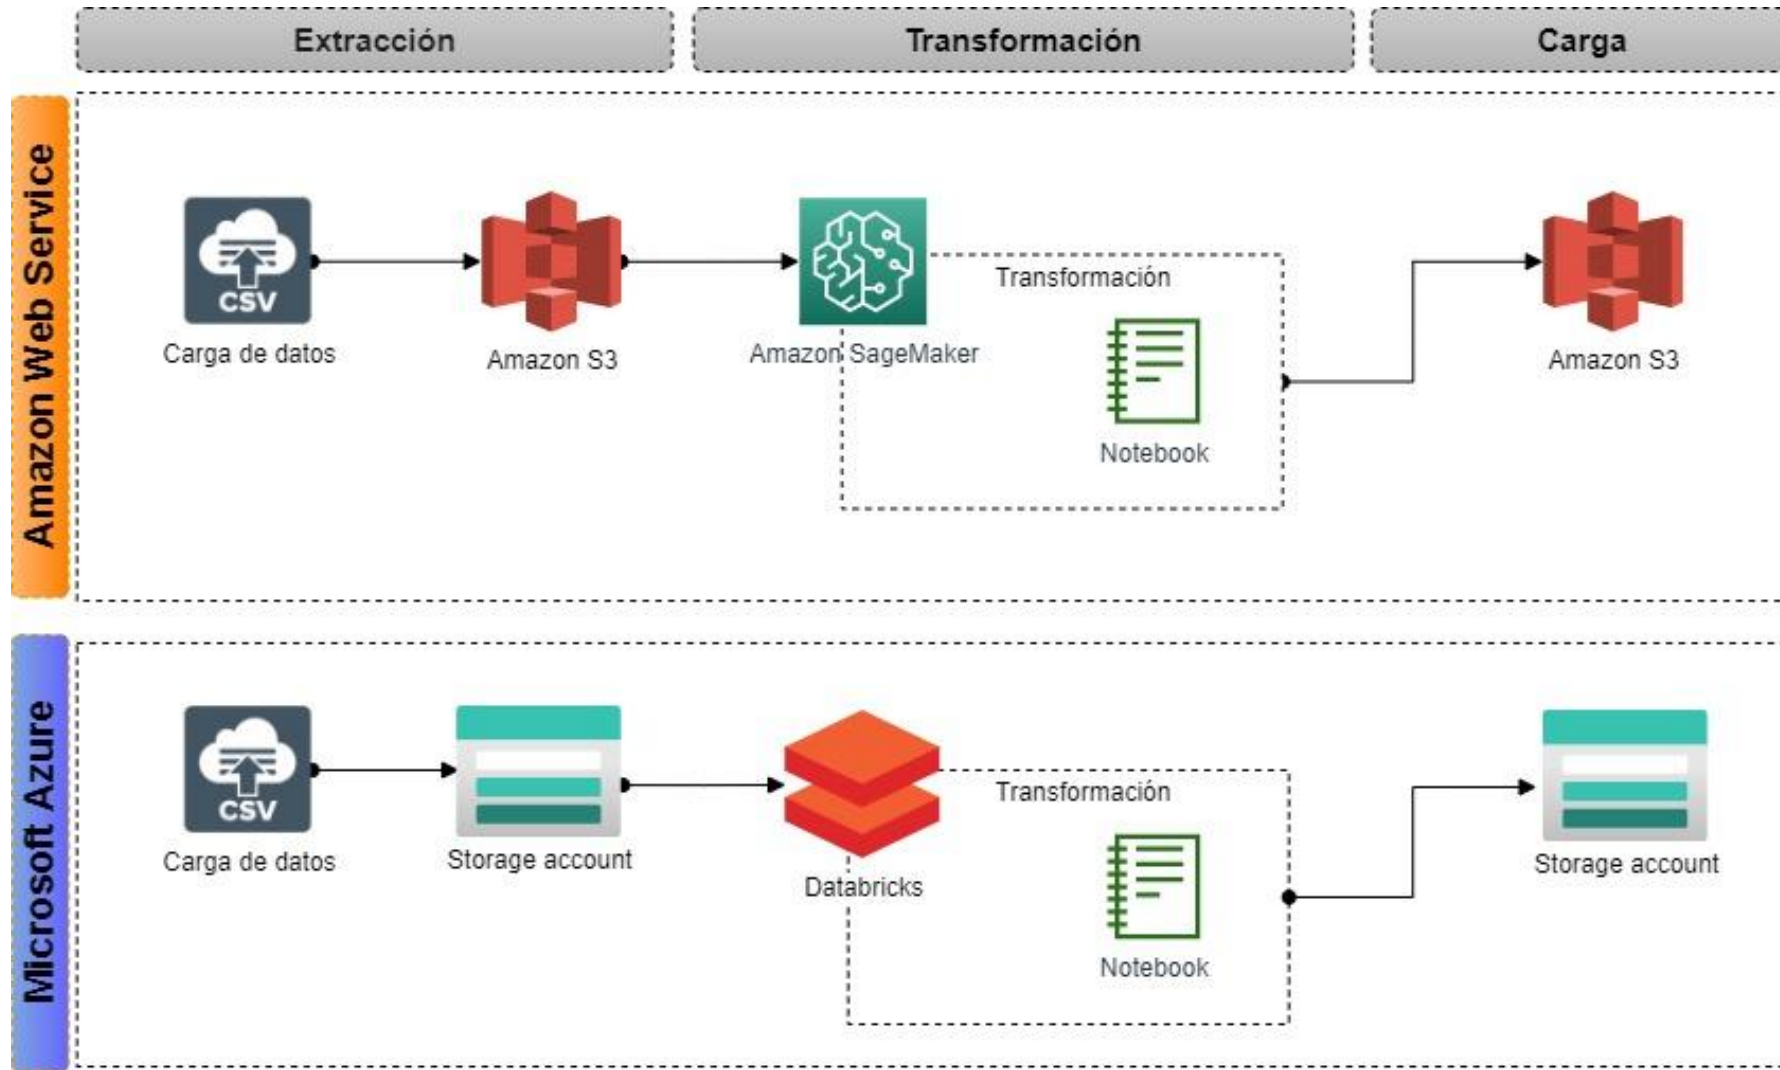 Extracción
Transformación
Carga
Amazon Web Service
CSV
Carga de datos
Amazon S3
Amazon SageMaker
Transformación
Notebook
Amazon S3
Microsoft Azure
CSV
Carga de datos
Storage account
Databricks
Transformación
Notebook
Storage account